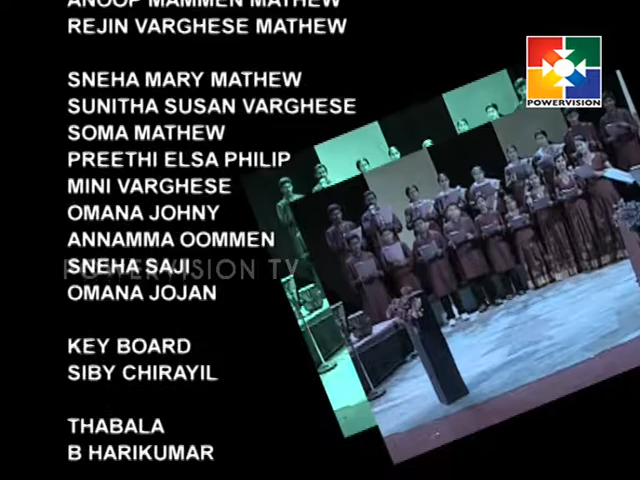 ANOOP MAMMEN MATHEW
REJIN VARGHESE MATHEW
POWERVISION
SNEHA MARY MATHEW
SUNITHA SUSAN VARGHESE
SOMA MATHEW
PREETHI ELSA PHILIP
MINI VARGHESE
OMANA JOHNY
ANNAMMA OOMMEN
SNEHA SAJI
POWERVISION TV
OMANA JOJAN
KEY BOARD
SIBY CHIRAYIL
THABALA
B HARIKUMAR